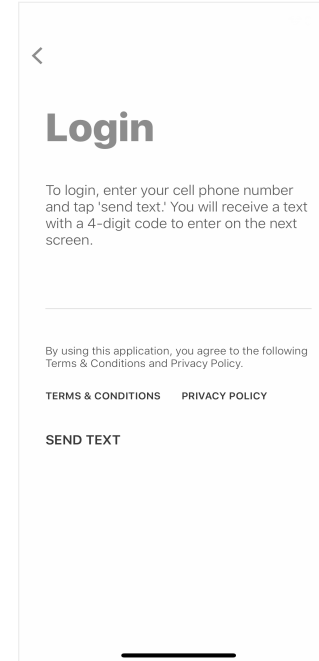 Login
To login, enter your cell phone number
and tap 'send text.' You will receive a text
with a 4-digit code to enter on the next
screen.
By using this application, you agree to the following
Terms & Conditions and Privacy Policy.
TERMS & CONDITIONS PRIVACY POLICY
SEND TEXT